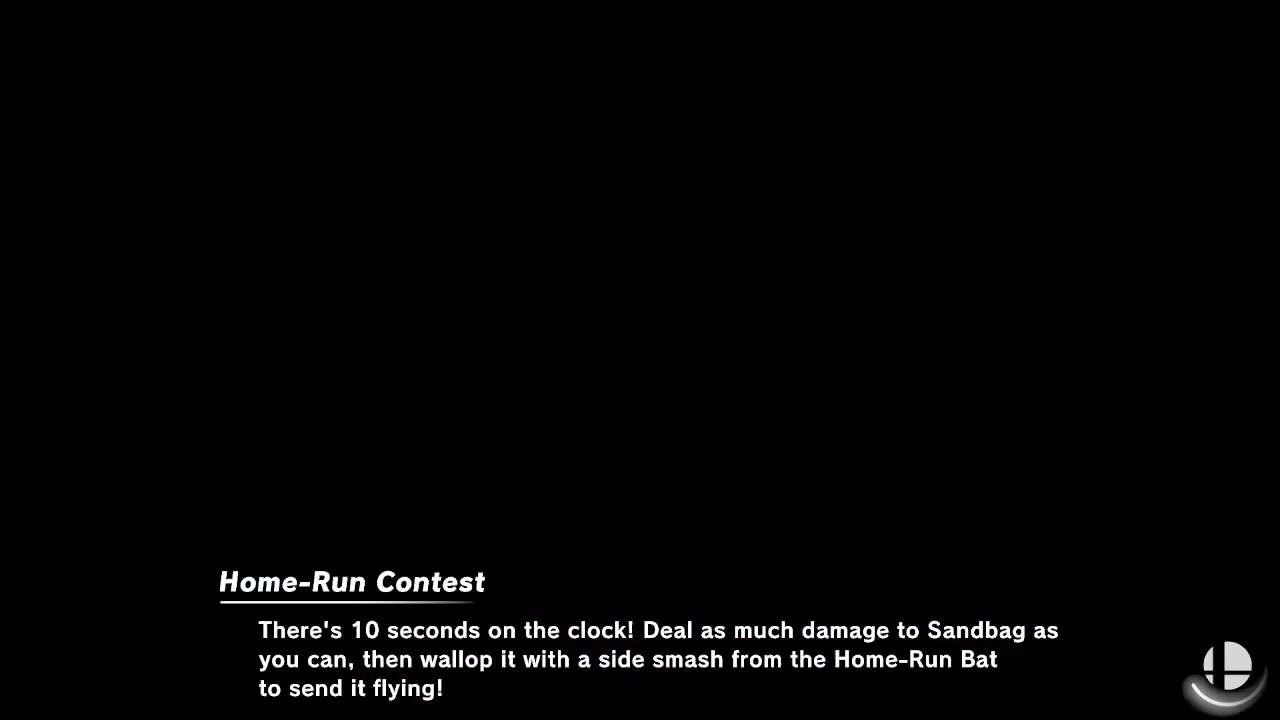 Home-Run Contest
There's 10 seconds on the clock! Deal as much damage to Sandbag as
you can, then wallop it with a side smash from the Home-Run Bat
to send it flying!